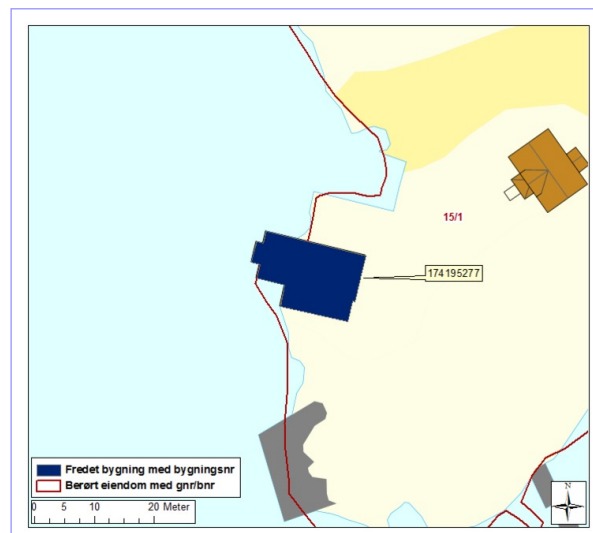 15/1
174195277
Fredet bygning med bygningsnr
Berørt eiendom med gnr/bnr
0 5 10 20 Meter
N